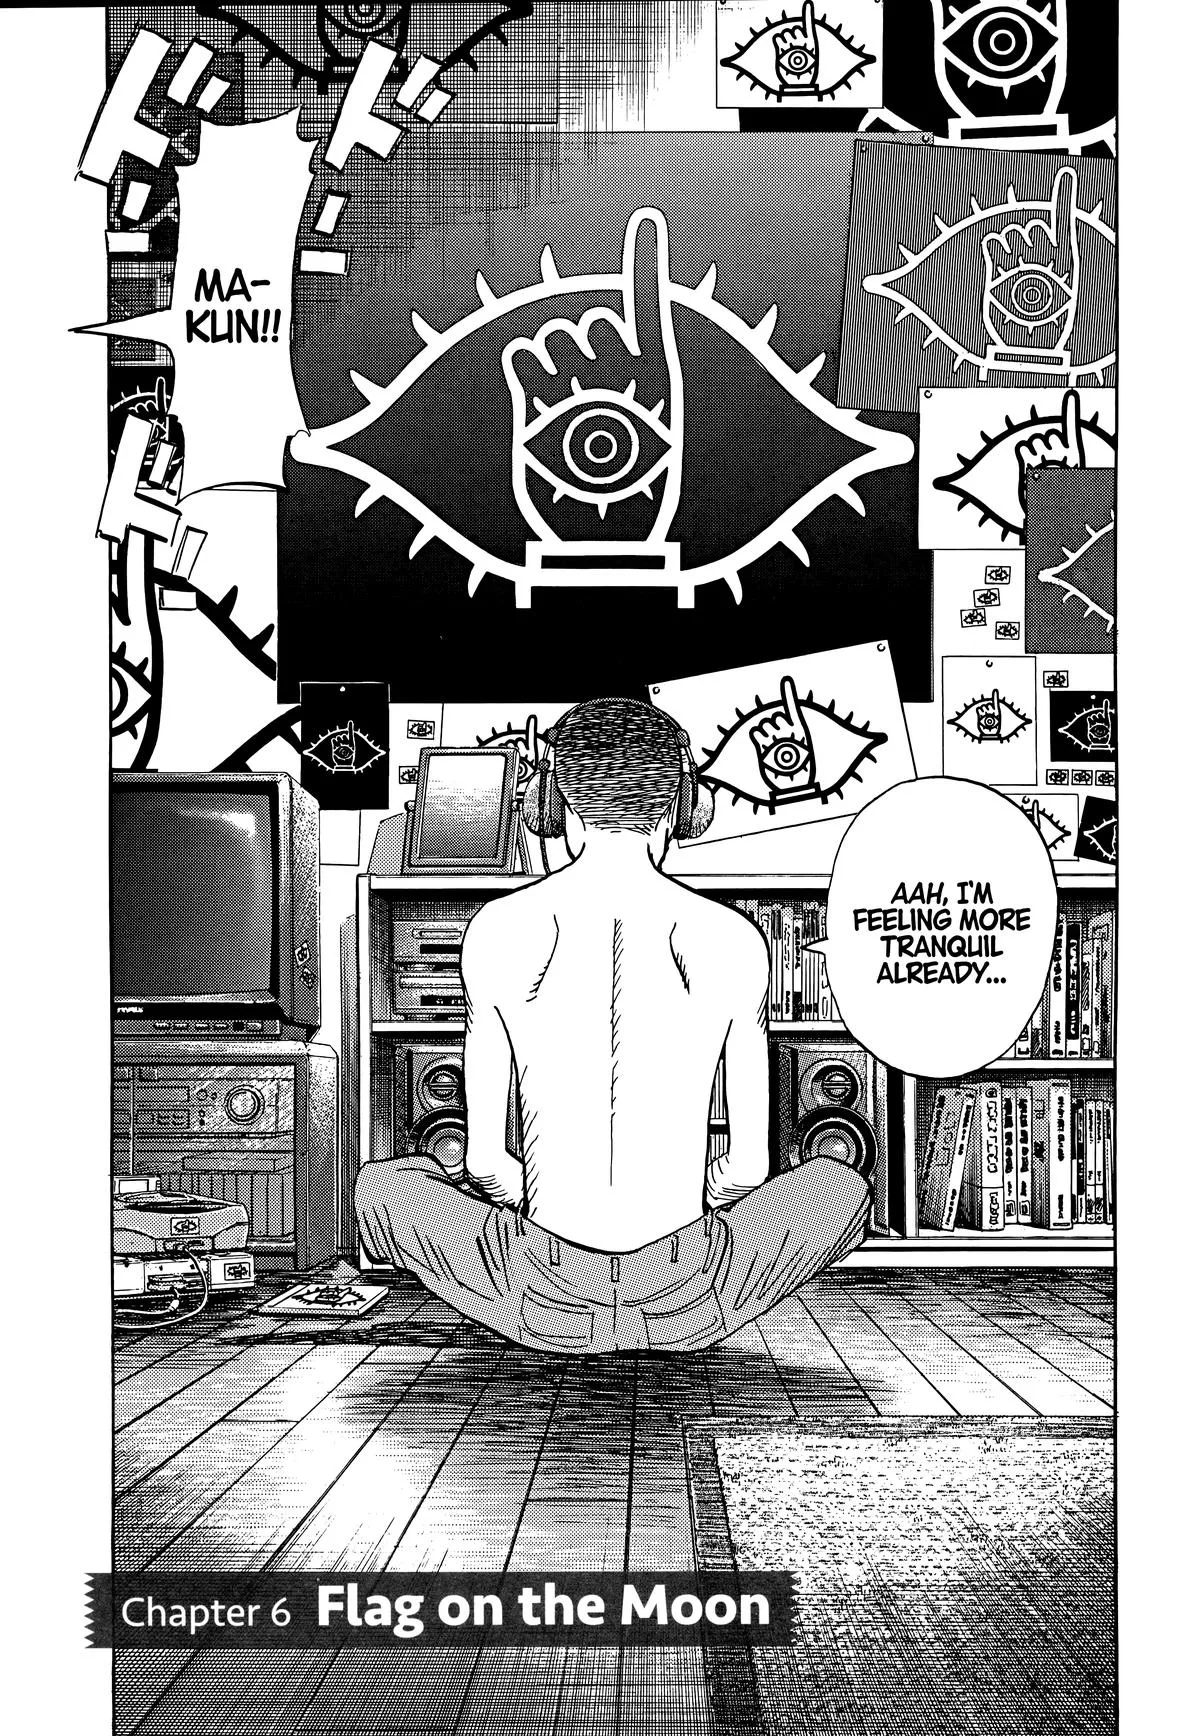 ドドド
MA-
KUN!!
AAH, I'M
FEELING MORE
TRANQUIL
ALREADY...
Chapter 6 Flag on the Moon